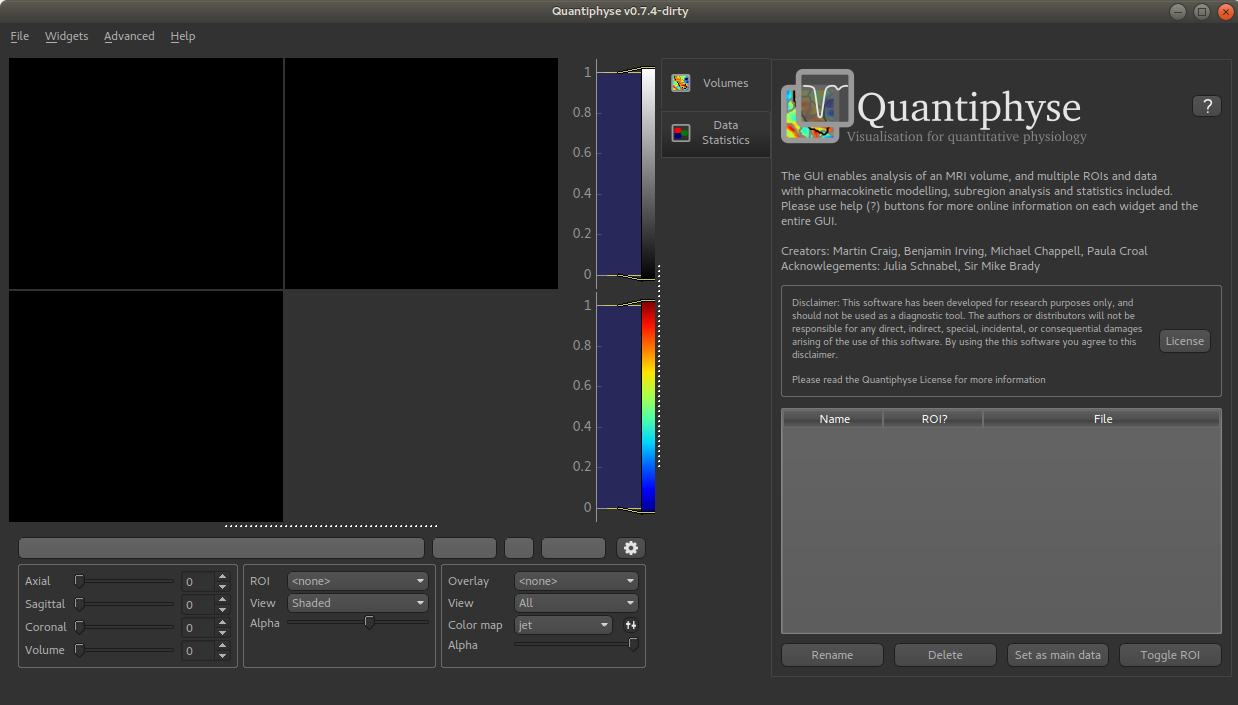 Quantiphyse v0.7.4-dirty
File Widgets Advanced Help
1
0.8
0.6
0.4
0.2
0
1
0.8
0.6
0.4
0.2
0
Axial 0
Sagittal 0
Coronal 0
Volume 0
ROI <none>
View Shaded
Alpha
Overlay <none>
View All
Color map jet
Alpha
Volumes
Data
Statistics
Quantiphyse
Visualisation for quantitative physiology
?
The GUI enables analysis of an MRI volume, and multiple ROIs and data
with pharmacokinetic modelling, subregion analysis and statistics included.
Please use help (?) buttons for more online information on each widget and the
entire GUI.
Creators: Martin Craig, Benjamin Irving, Michael Chappell, Paula Croal
Acknowlegements: Julia Schnabel, Sir Mike Brady
Disclaimer: This software has been developed for research purposes only, and
should not be used as a diagnostic tool. The authors or distributors will not be
responsible for any direct, indirect, special, incidental, or consequential damages
arising of the use of this software. By using the this software you agree to this
disclaimer.
Please read the Quantiphyse License for more information
License
Name ROI? File
Rename Delete Set as main data Toggle ROI